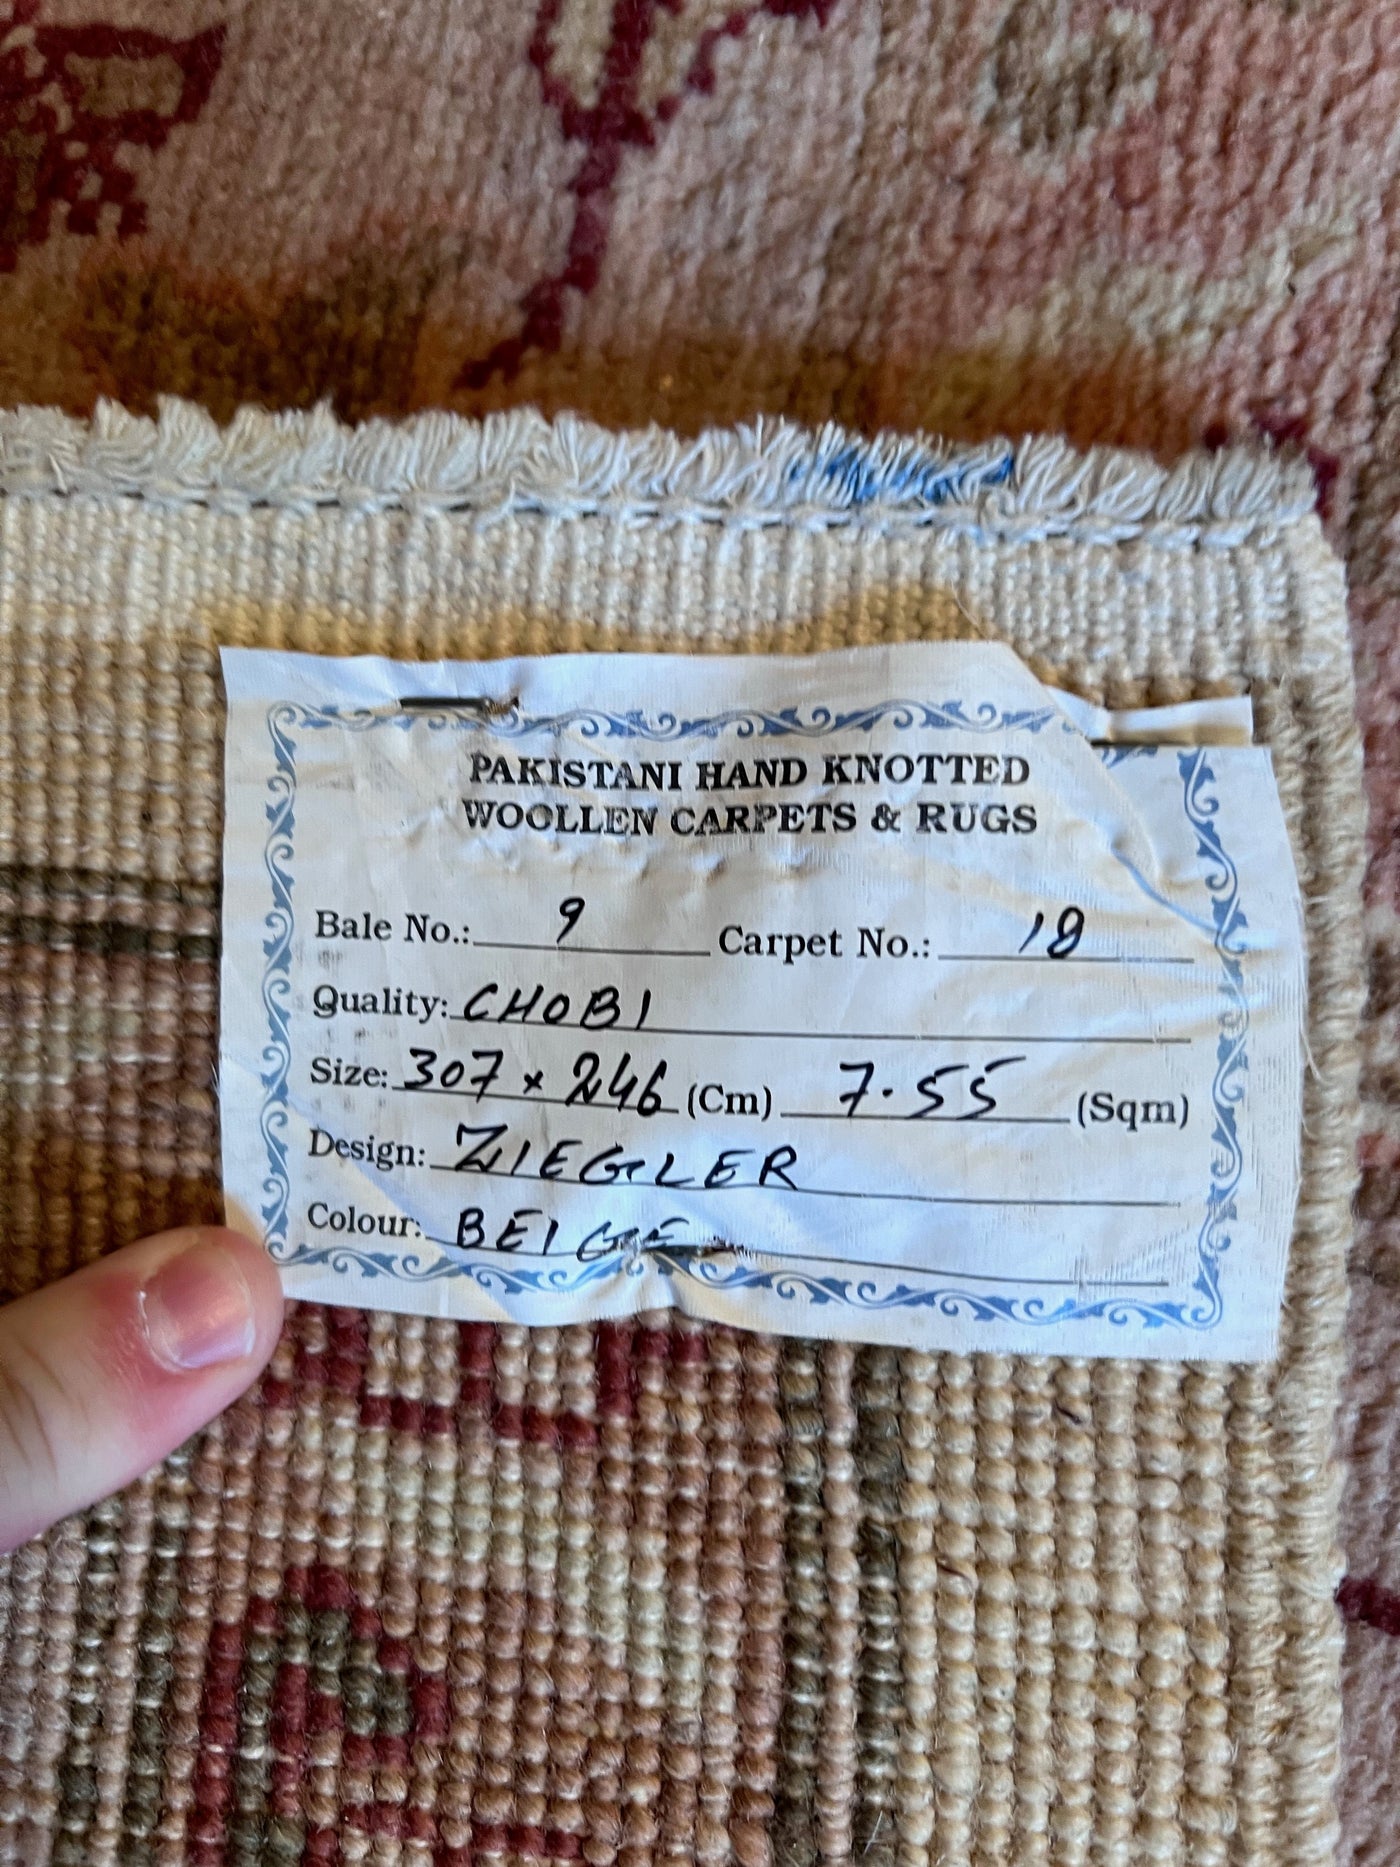 PAKISTANI HAND KNOTTED
WOOLLEN CARPETS & RUGS
Bale No.: 9 Carpet No.: 18
Quality: CHOBI
Size: 307 x 246 (Cm) 7.55 (Sqm)
Design: ZIEGLER
Colour: BEIGE